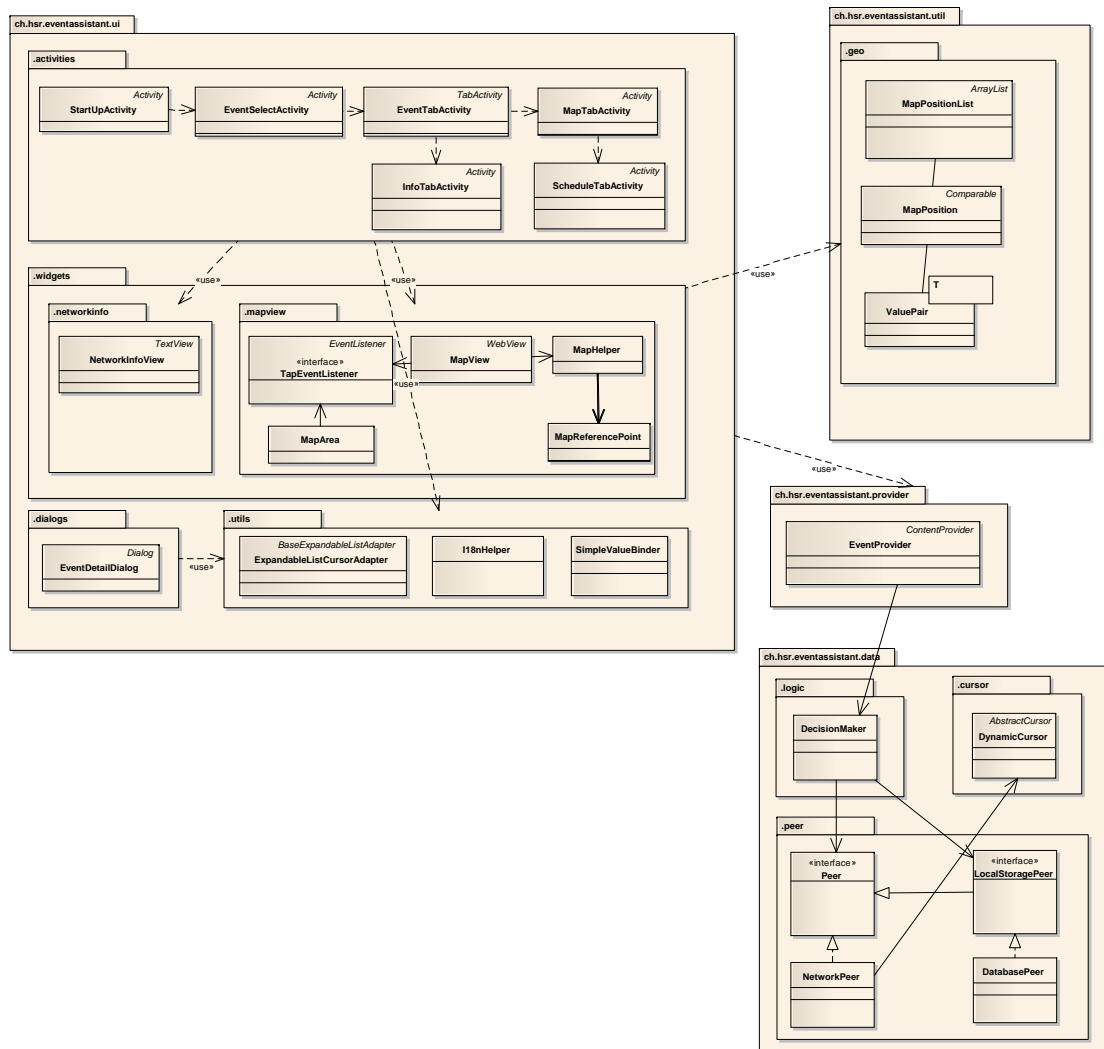 ch.hsr.eventassistant.ui
.activities
Activity
StartUpActivity
Activity
EventSelectActivity
TabActivity
EventTabActivity
Activity
MapTabActivity
Activity
InfoTabActivity
Activity
ScheduleTabActivity
«use»
«use»
«use»
.widgets
.networkinfo
TextView
NetworkInfoView
.mapview
EventListener
«interface»
TapEventListener
WebView
MapView
MapHelper
MapArea
MapReferencePoint
.dialogs
Dialog
EventDetailDialog
«use»
.utils
BaseExpandableListAdapter
ExpandableListCursorAdapter
I18nHelper
SimpleValueBinder
ch.hsr.eventassistant.util
.geo
ArrayList
MapPositionList
Comparable
MapPosition
T
ValuePair
«use»
«use»
ch.hsr.eventassistant.provider
ContentProvider
EventProvider
ch.hsr.eventassistant.data
.logic
DecisionMaker
.cursor
AbstractCursor
DynamicCursor
.peer
«interface»
Peer
«interface»
LocalStoragePeer
NetworkPeer
DatabasePeer